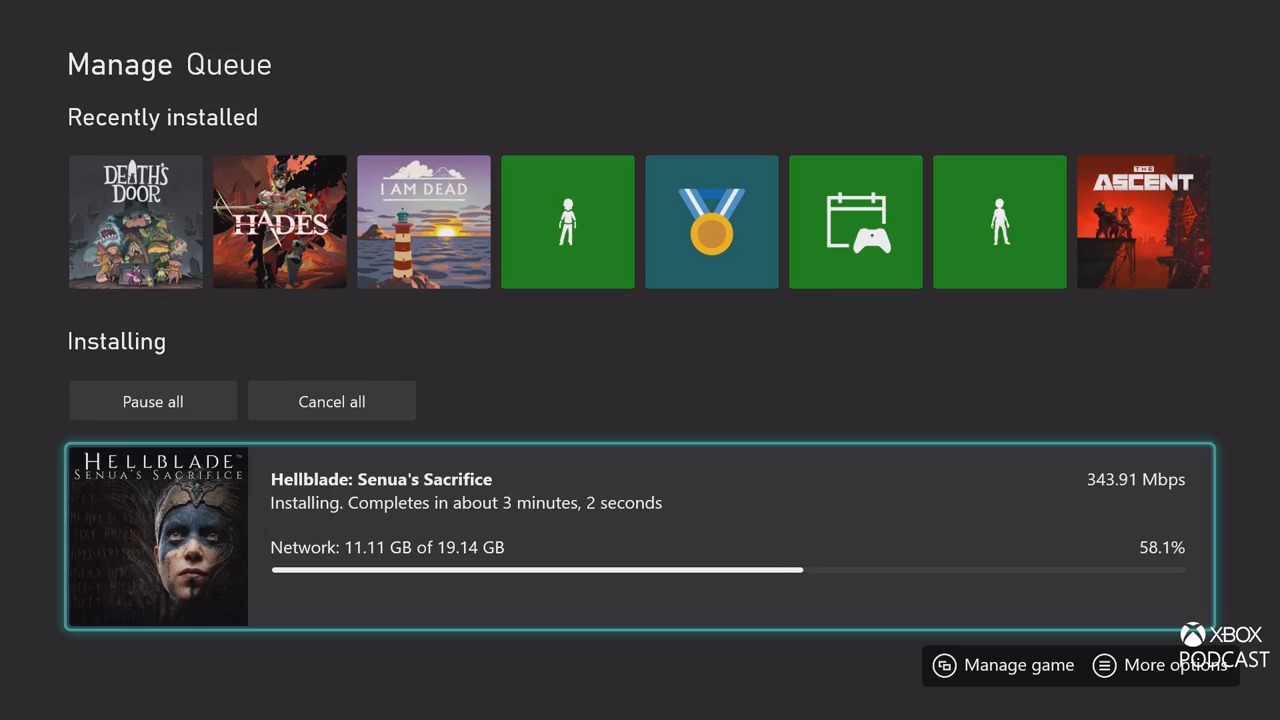 Manage Queue
Recently installed
DEATH'S
DOOR
HADES
I AM DEAD
THE
ASCENT
Installing
Pause all
Cancel all
HELLBLADE™
SENUA'S SACRIFICE
Hellblade: Senua's Sacrifice
343.91 Mbps
Installing. Completes in about 3 minutes, 2 seconds
Network: 11.11 GB of 19.14 GB
58.1%
XBOX
PODCAST
Manage game
More options